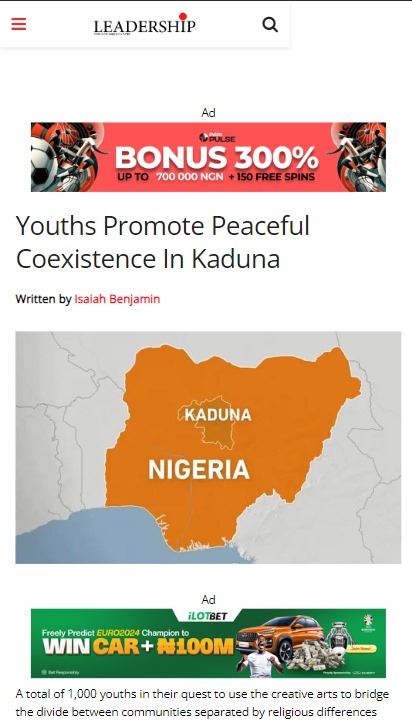 LEADERSHIP
Ad
PULSE
BONUS 300%
UP TO 700 000 NGN + 150 FREE SPINS
Youths Promote Peaceful
Coexistence In Kaduna
Written by Isaiah Benjamin
KADUNA
NIGERIA
Ad
iLOTBET
Freely Predict EURO2024 Champion to
WIN CAR + ₦100M
Bet Responsibly
A total of 1,000 youths in their quest to use the creative arts to bridge
the divide between communities separated by religious differences